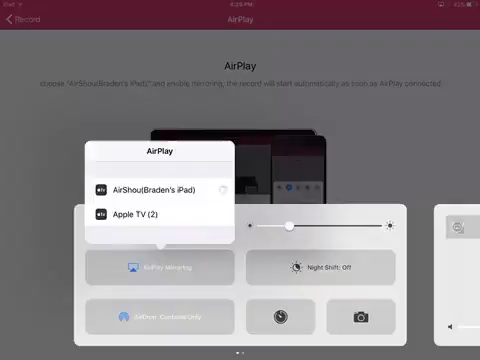 iPad
4:29 PM
42%
Record
AirPlay
AirPlay
choose "AirShou(Braden's iPad)" and enable mirroring, the record will start automatically as soon as AirPlay connected.
AirPlay
AirShou(Braden's iPad)
Apple TV (2)
AirPlay Mirroring
Night Shift: Off
AirDrop: Contacts Only